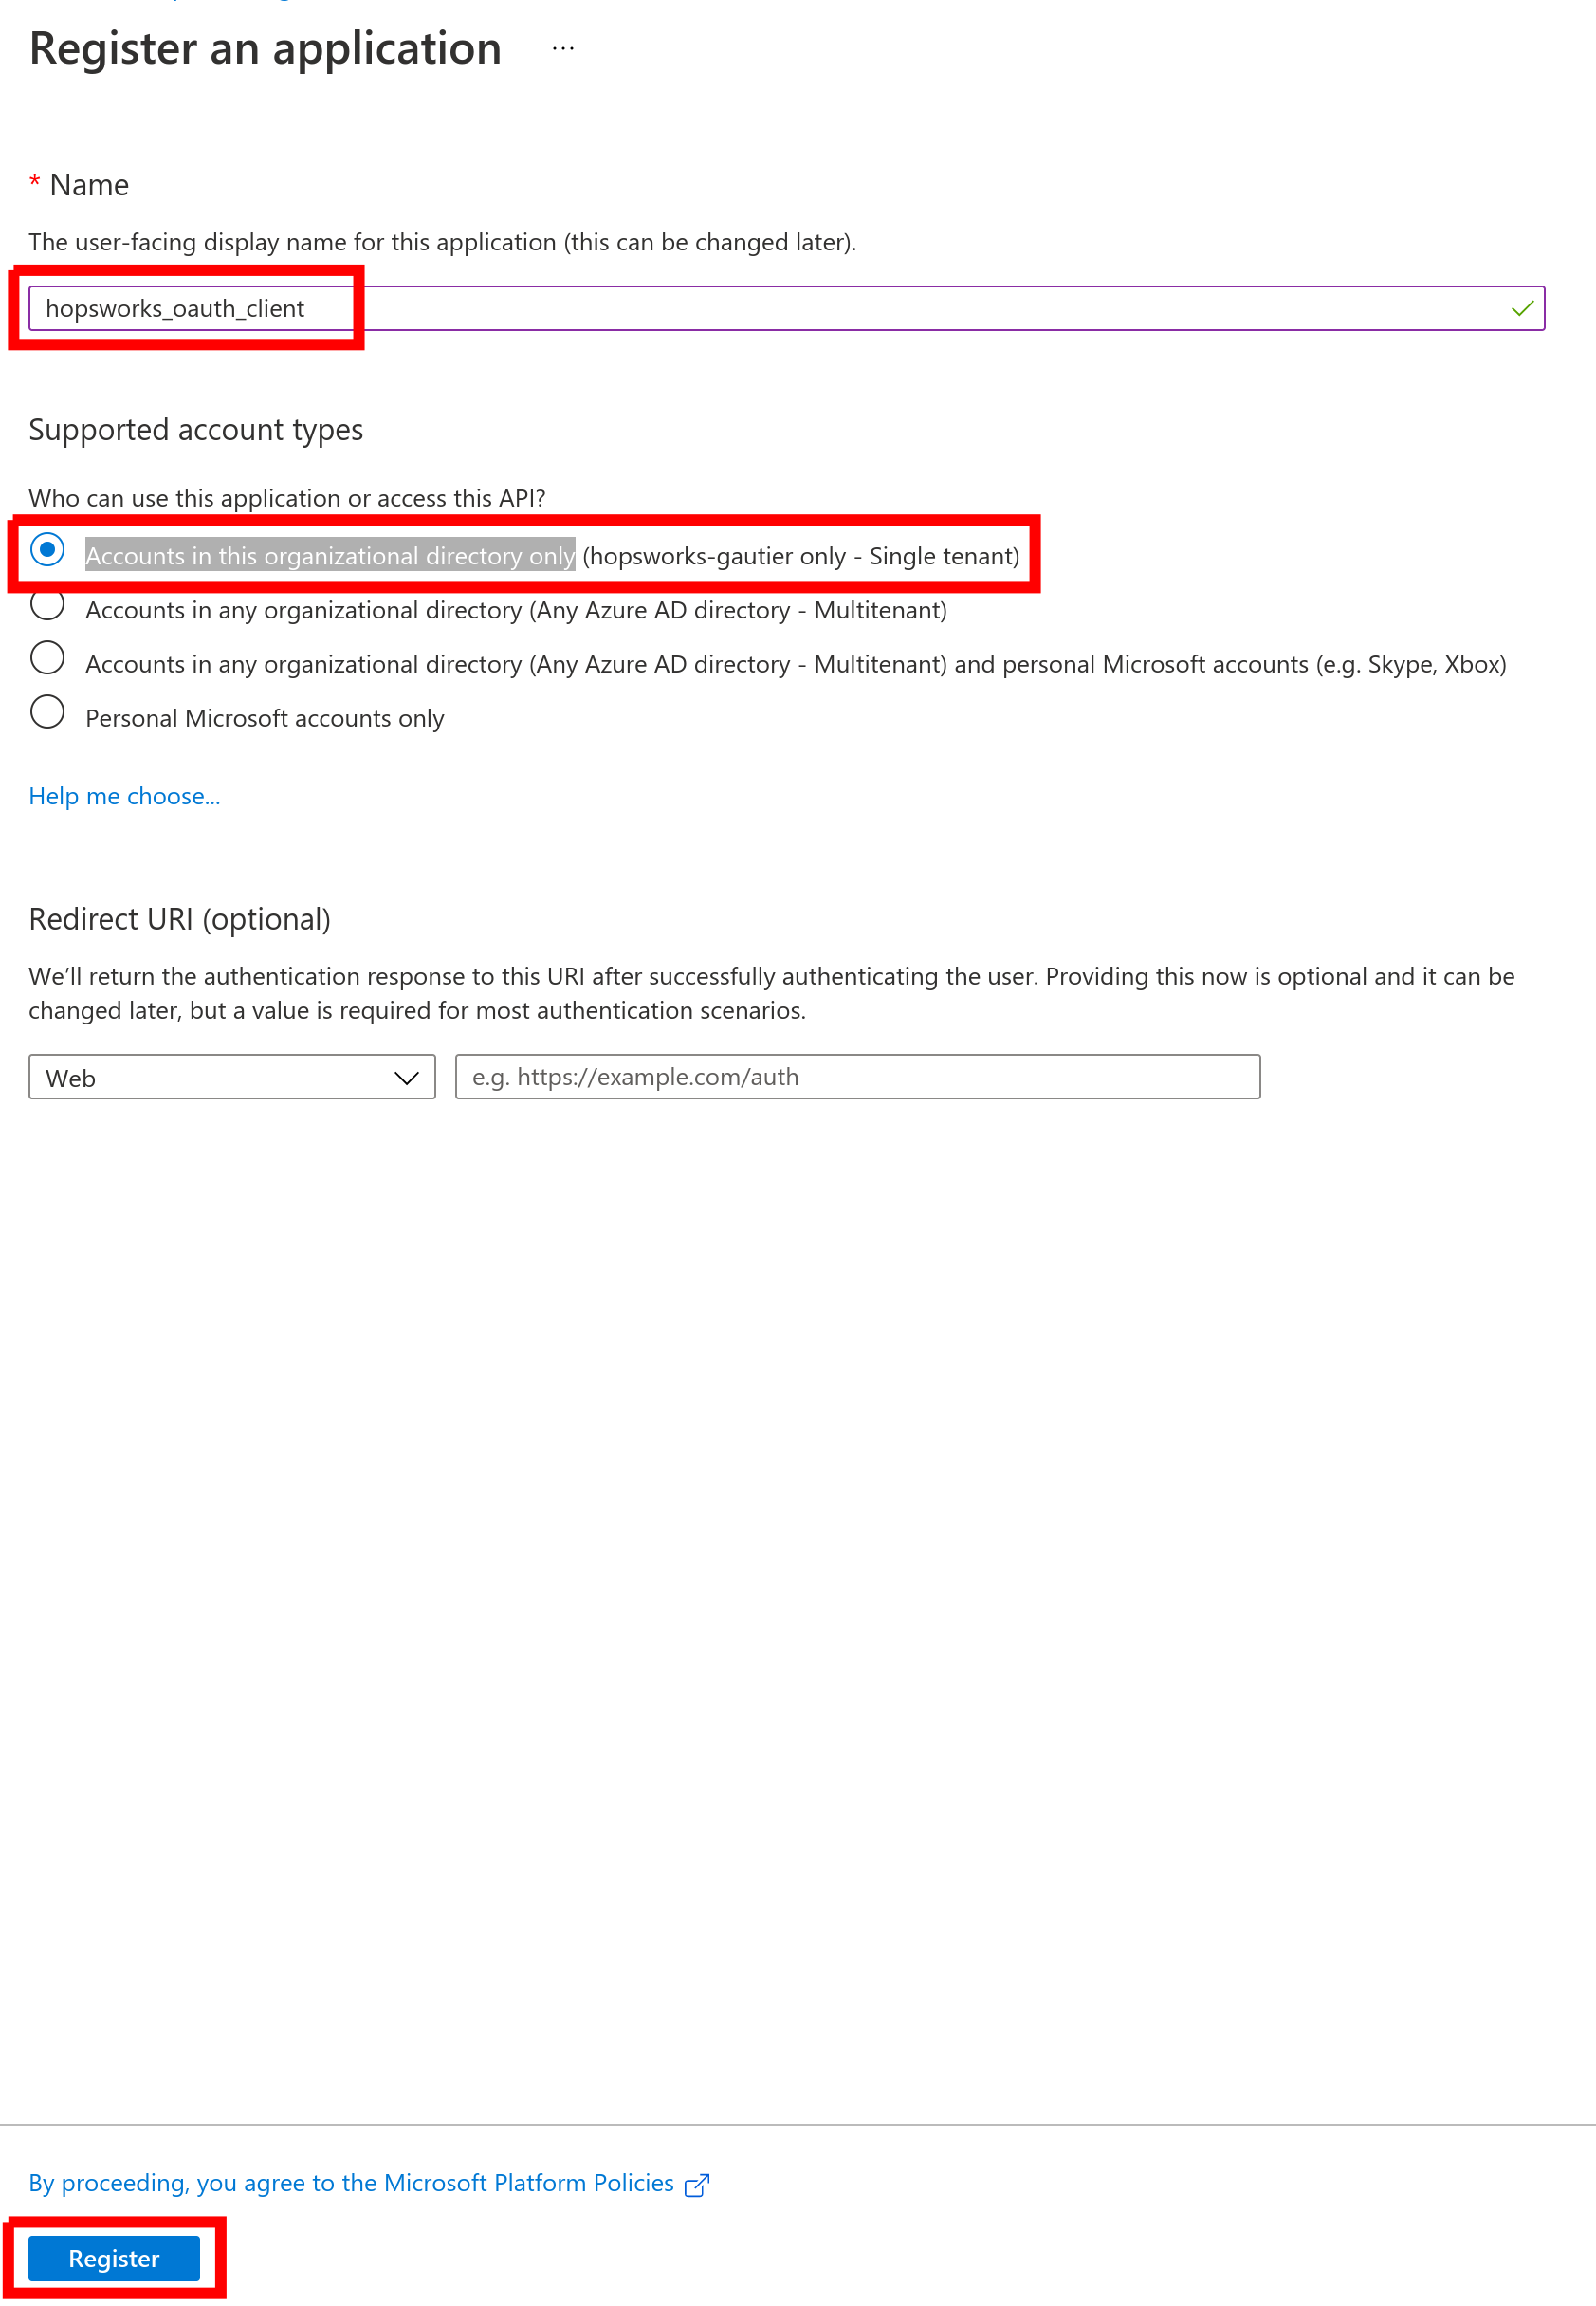 Register an application ...
* Name
The user-facing display name for this application (this can be changed later).
hopsworks_oauth_client
Supported account types
Who can use this application or access this API?
Accounts in this organizational directory only (hopsworks-gautier only - Single tenant)
Accounts in any organizational directory (Any Azure AD directory - Multitenant)
Accounts in any organizational directory (Any Azure AD directory - Multitenant) and personal Microsoft accounts (e.g. Skype, Xbox)
Personal Microsoft accounts only
Help me choose...
Redirect URI (optional)
We’ll return the authentication response to this URI after successfully authenticating the user. Providing this now is optional and it can be
changed later, but a value is required for most authentication scenarios.
Web e.g. https://example.com/auth
By proceeding, you agree to the Microsoft Platform Policies
Register